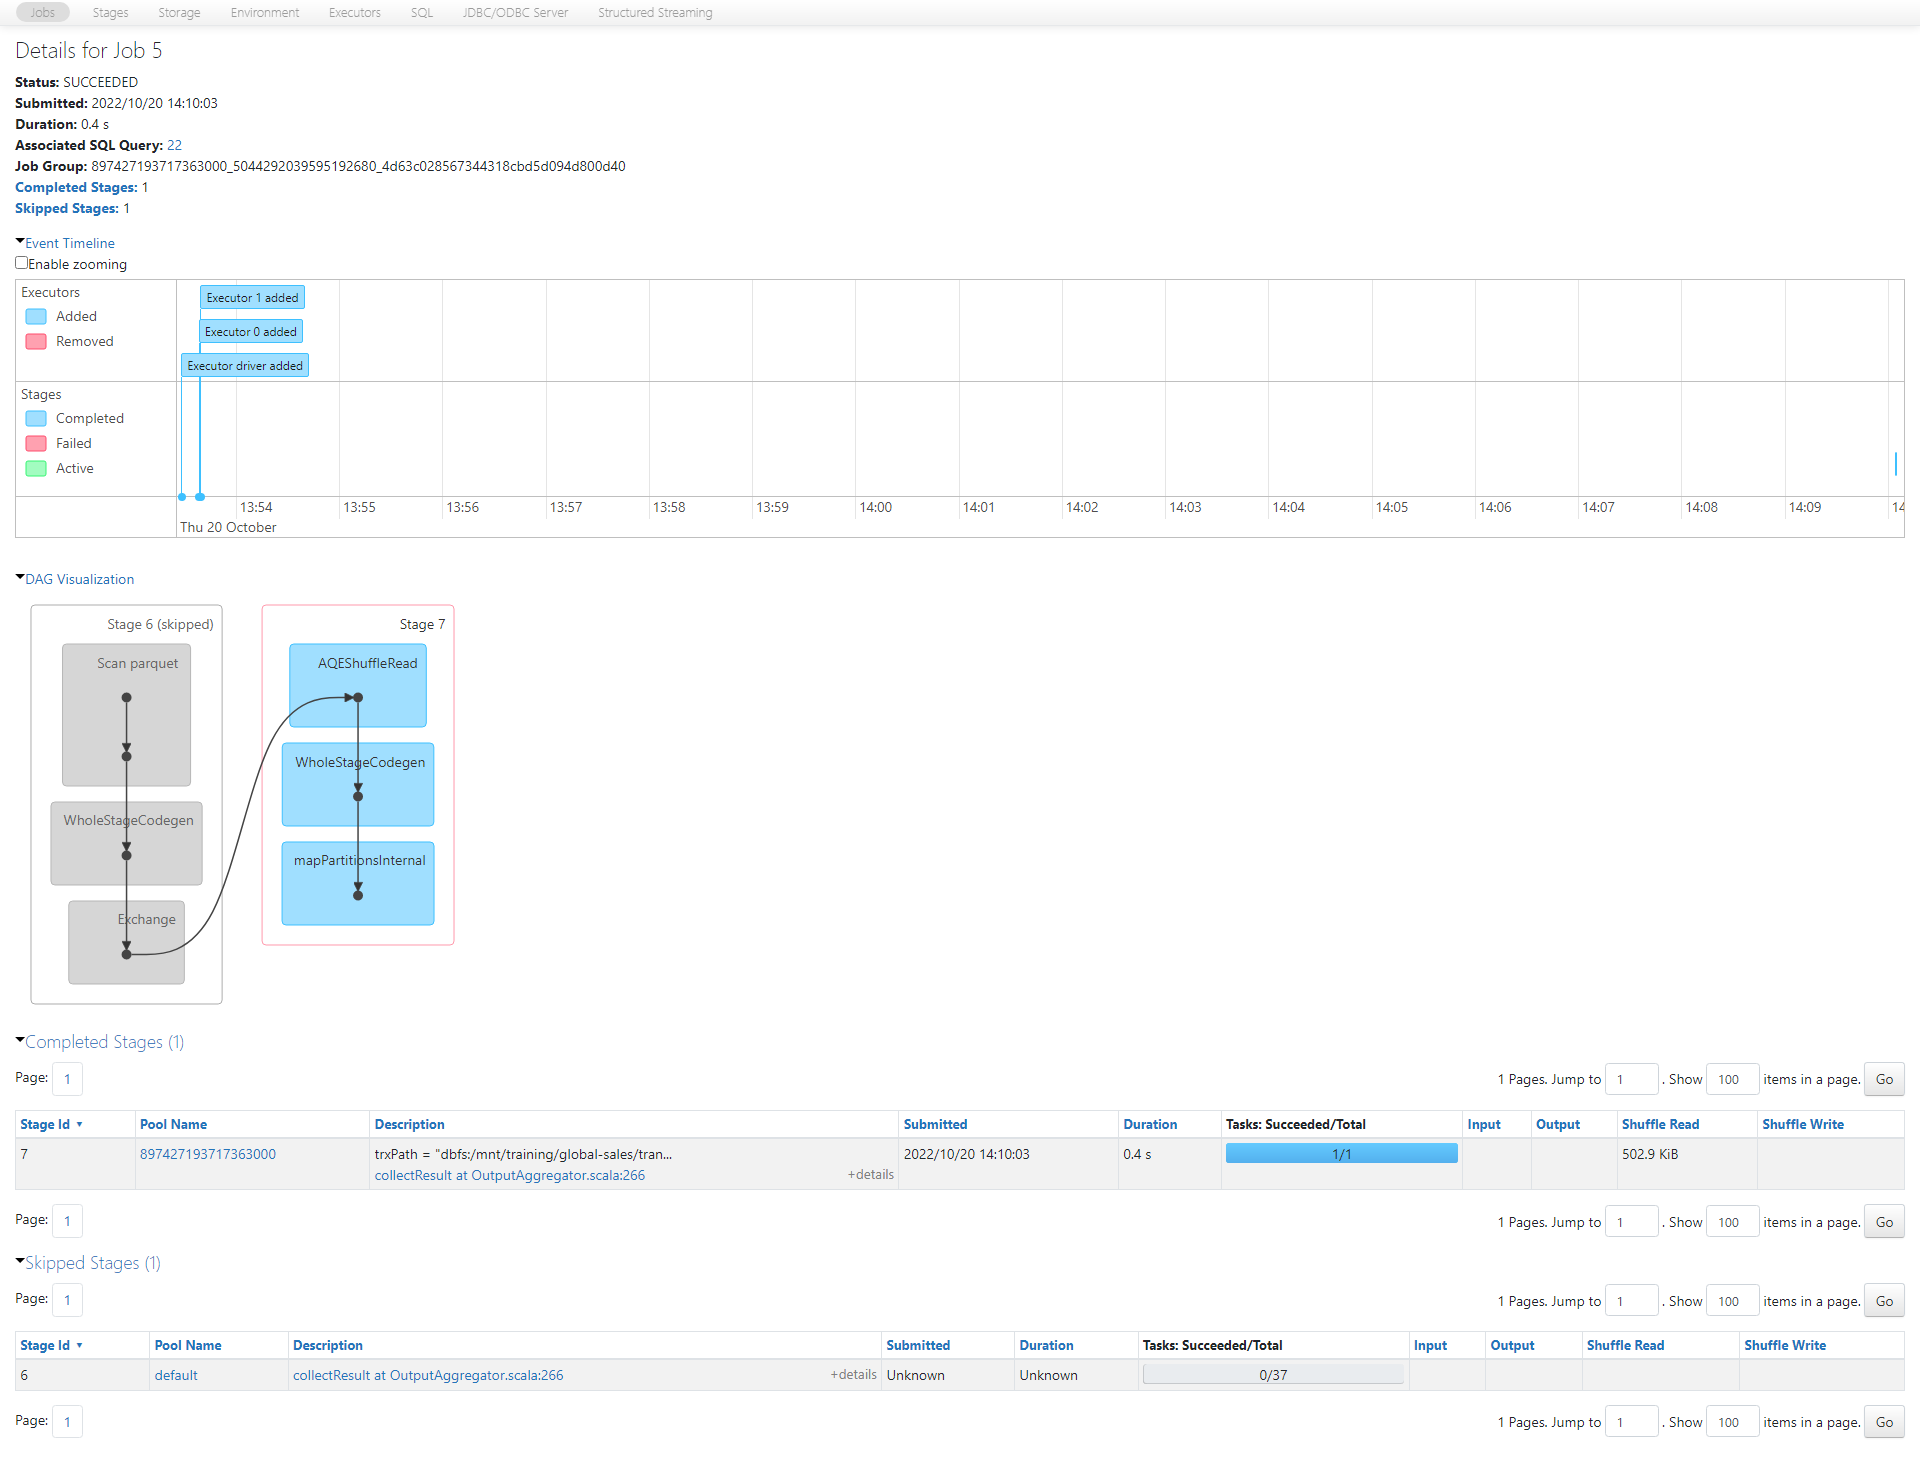 Jobs Stages Storage Environment Executors SQL JDBC/ODBC Server Structured Streaming
Details for Job 5
Status: SUCCEEDED
Submitted: 2022/10/20 14:10:03
Duration: 0.4 s
Associated SQL Query: 22
Job Group: 897427193717363000_5044292039595192680_4d63c028567344318cbd5d094d800d40
Completed Stages: 1
Skipped Stages: 1
Event Timeline
Enable zooming
Executors
Added
Removed
Executor 1 added
Executor 0 added
Executor driver added
Stages
Completed
Failed
Active
13:54 13:55 13:56 13:57 13:58 13:59 14:00 14:01 14:02 14:03 14:04 14:05 14:06 14:07 14:08 14:09
Thu 20 October
DAG Visualization
Stage 6 (skipped)
Scan parquet
WholeStageCodegen
Exchange
Stage 7
AQEShuffleRead
WholeStageCodegen
mapPartitionsInternal
Completed Stages (1)
Page: 1 1 Pages. Jump to 1 . Show 100 items in a page. Go
Stage Id ▾ Pool Name Description Submitted Duration Tasks: Succeeded/Total Input Output Shuffle Read Shuffle Write
7 897427193717363000 trxPath = "dbfs:/mnt/training/global-sales/tran... 2022/10/20 14:10:03 0.4 s 1/1 502.9 KiB
collectResult at OutputAggregator.scala:266 +details
Page: 1 1 Pages. Jump to 1 . Show 100 items in a page. Go
Skipped Stages (1)
Page: 1 1 Pages. Jump to 1 . Show 100 items in a page. Go
Stage Id ▾ Pool Name Description Submitted Duration Tasks: Succeeded/Total Input Output Shuffle Read Shuffle Write
6 default collectResult at OutputAggregator.scala:266 +details Unknown Unknown 0/37
Page: 1 1 Pages. Jump to 1 . Show 100 items in a page. Go